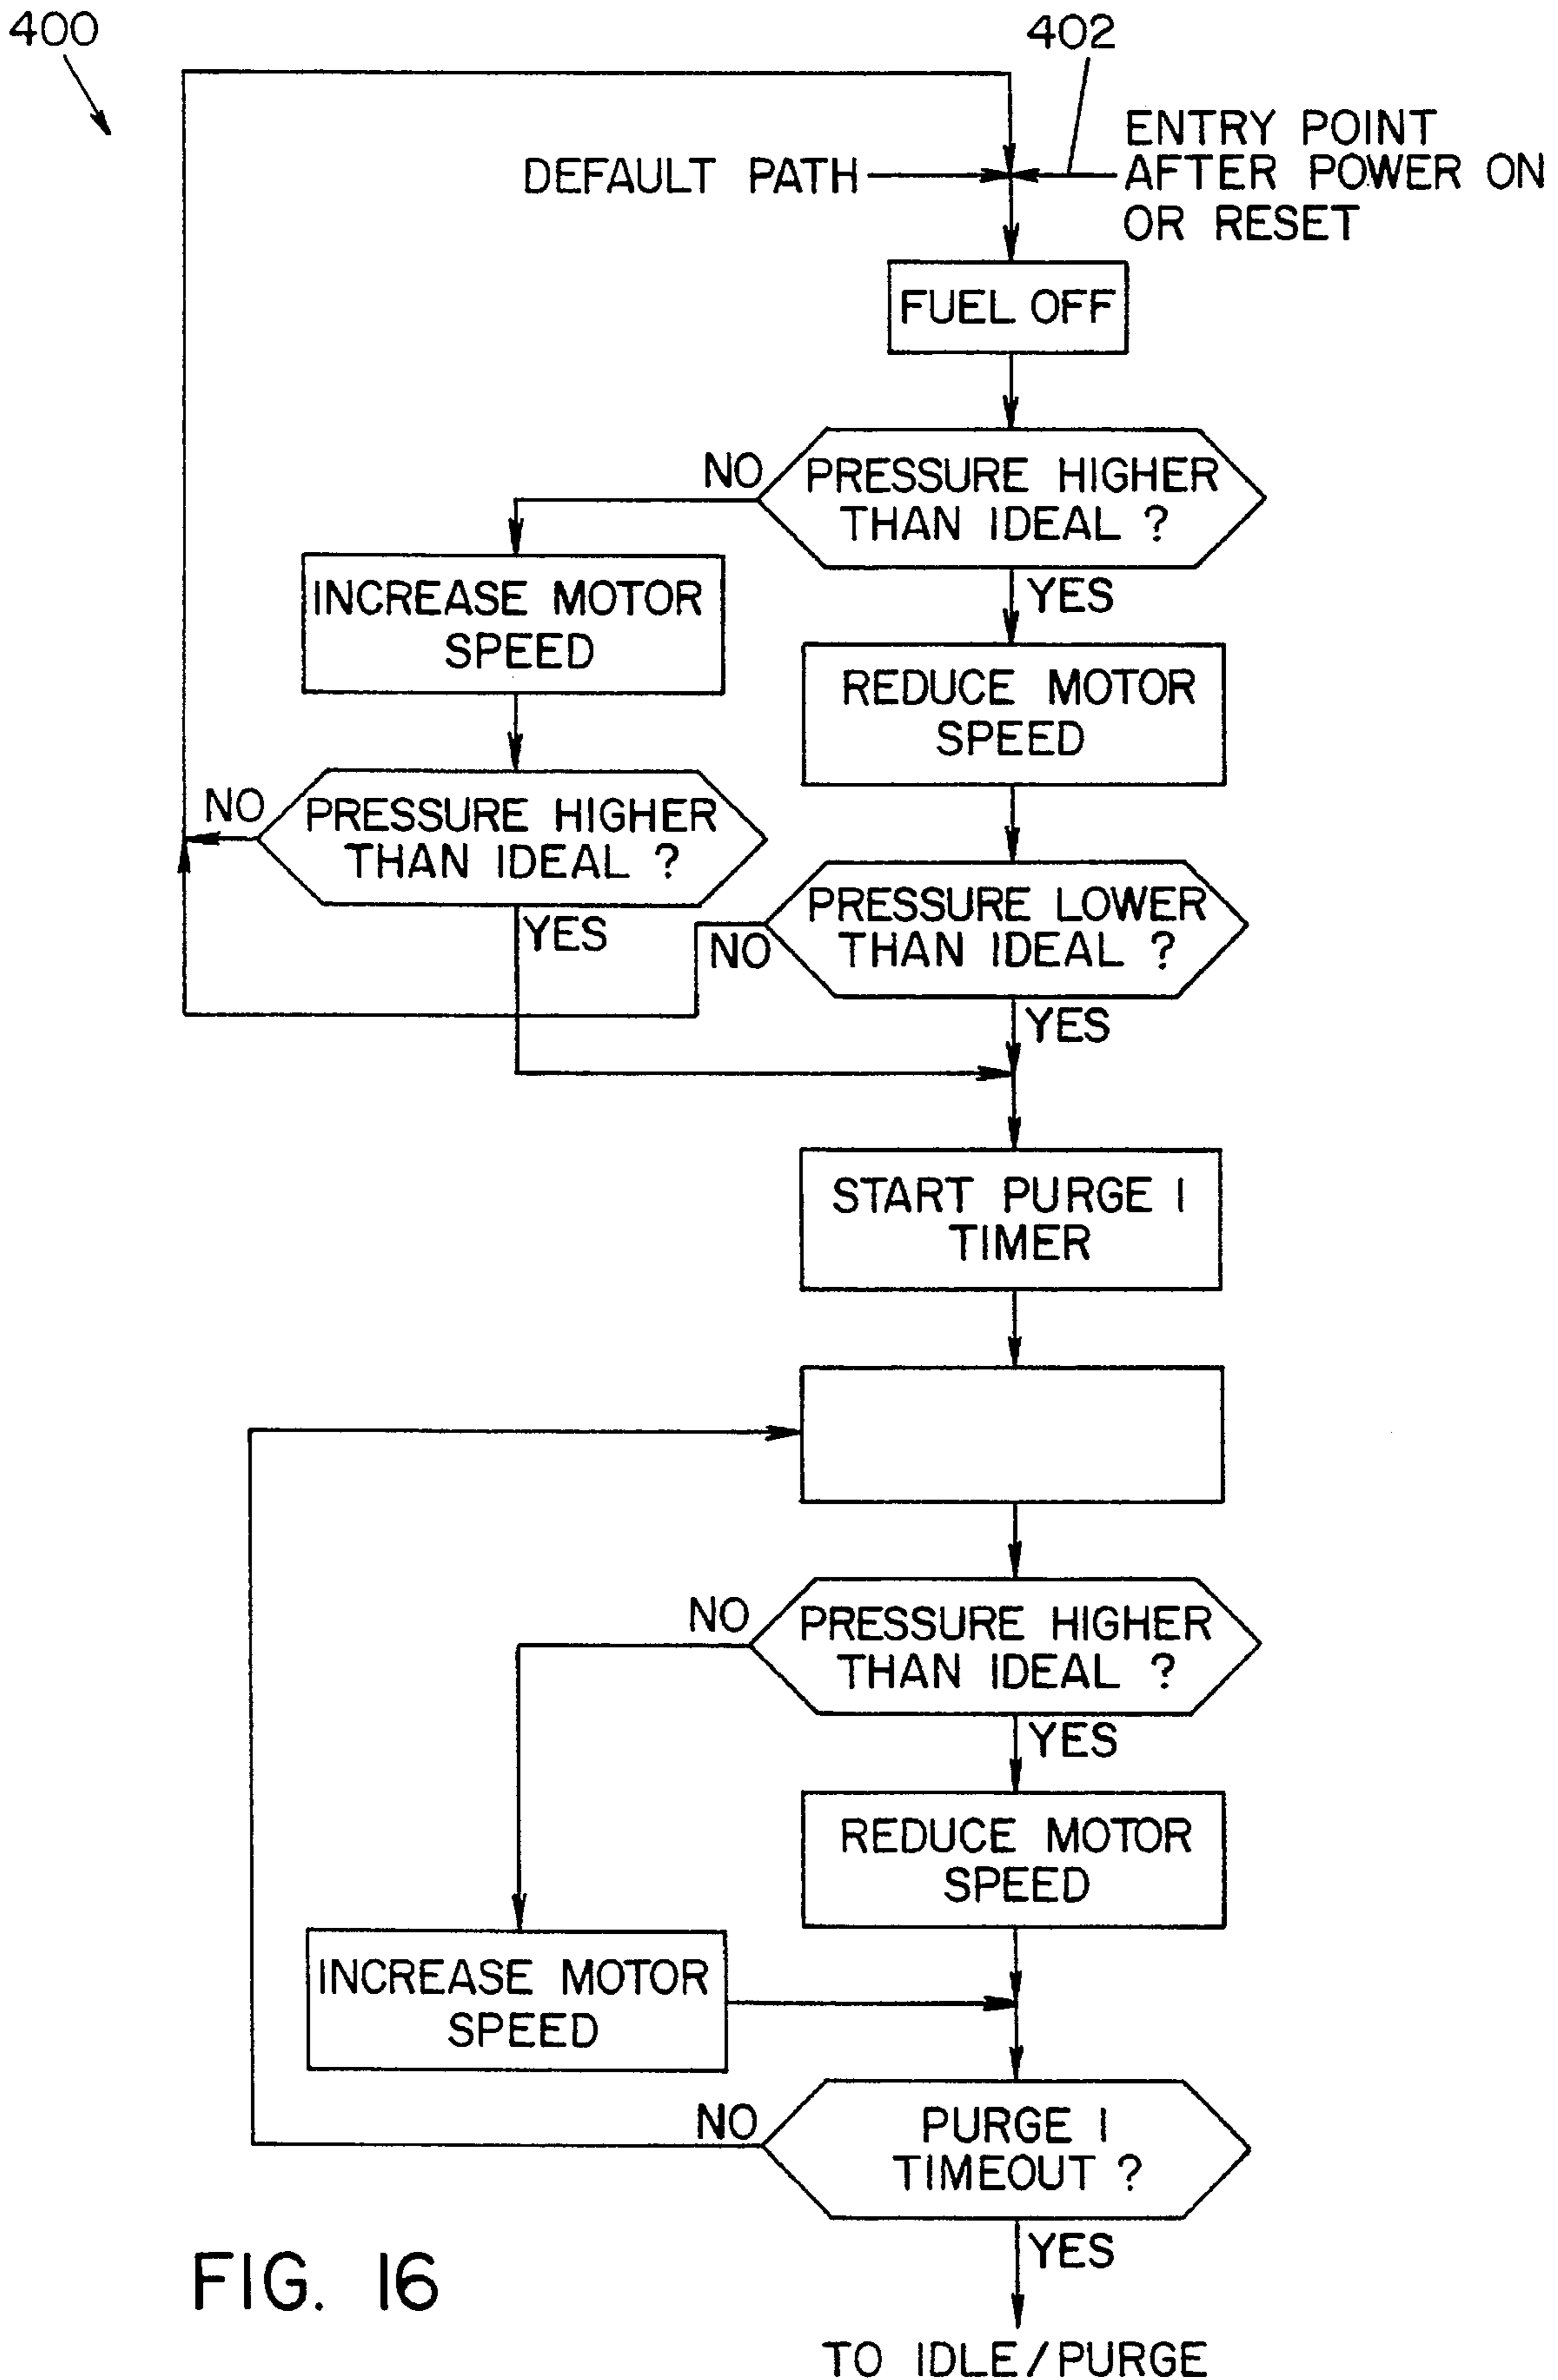 400
402
DEFAULT PATH
ENTRY POINT
AFTER POWER ON
OR RESET
FUEL OFF
NO
PRESSURE HIGHER
THAN IDEAL ?
YES
INCREASE MOTOR
SPEED
REDUCE MOTOR
SPEED
NO
PRESSURE HIGHER
THAN IDEAL ?
YES
PRESSURE LOWER
THAN IDEAL ?
NO
YES
START PURGE 1
TIMER
NO
PRESSURE HIGHER
THAN IDEAL ?
YES
REDUCE MOTOR
SPEED
INCREASE MOTOR
SPEED
NO
PURGE 1
TIMEOUT ?
YES
TO IDLE/PURGE
FIG. 16